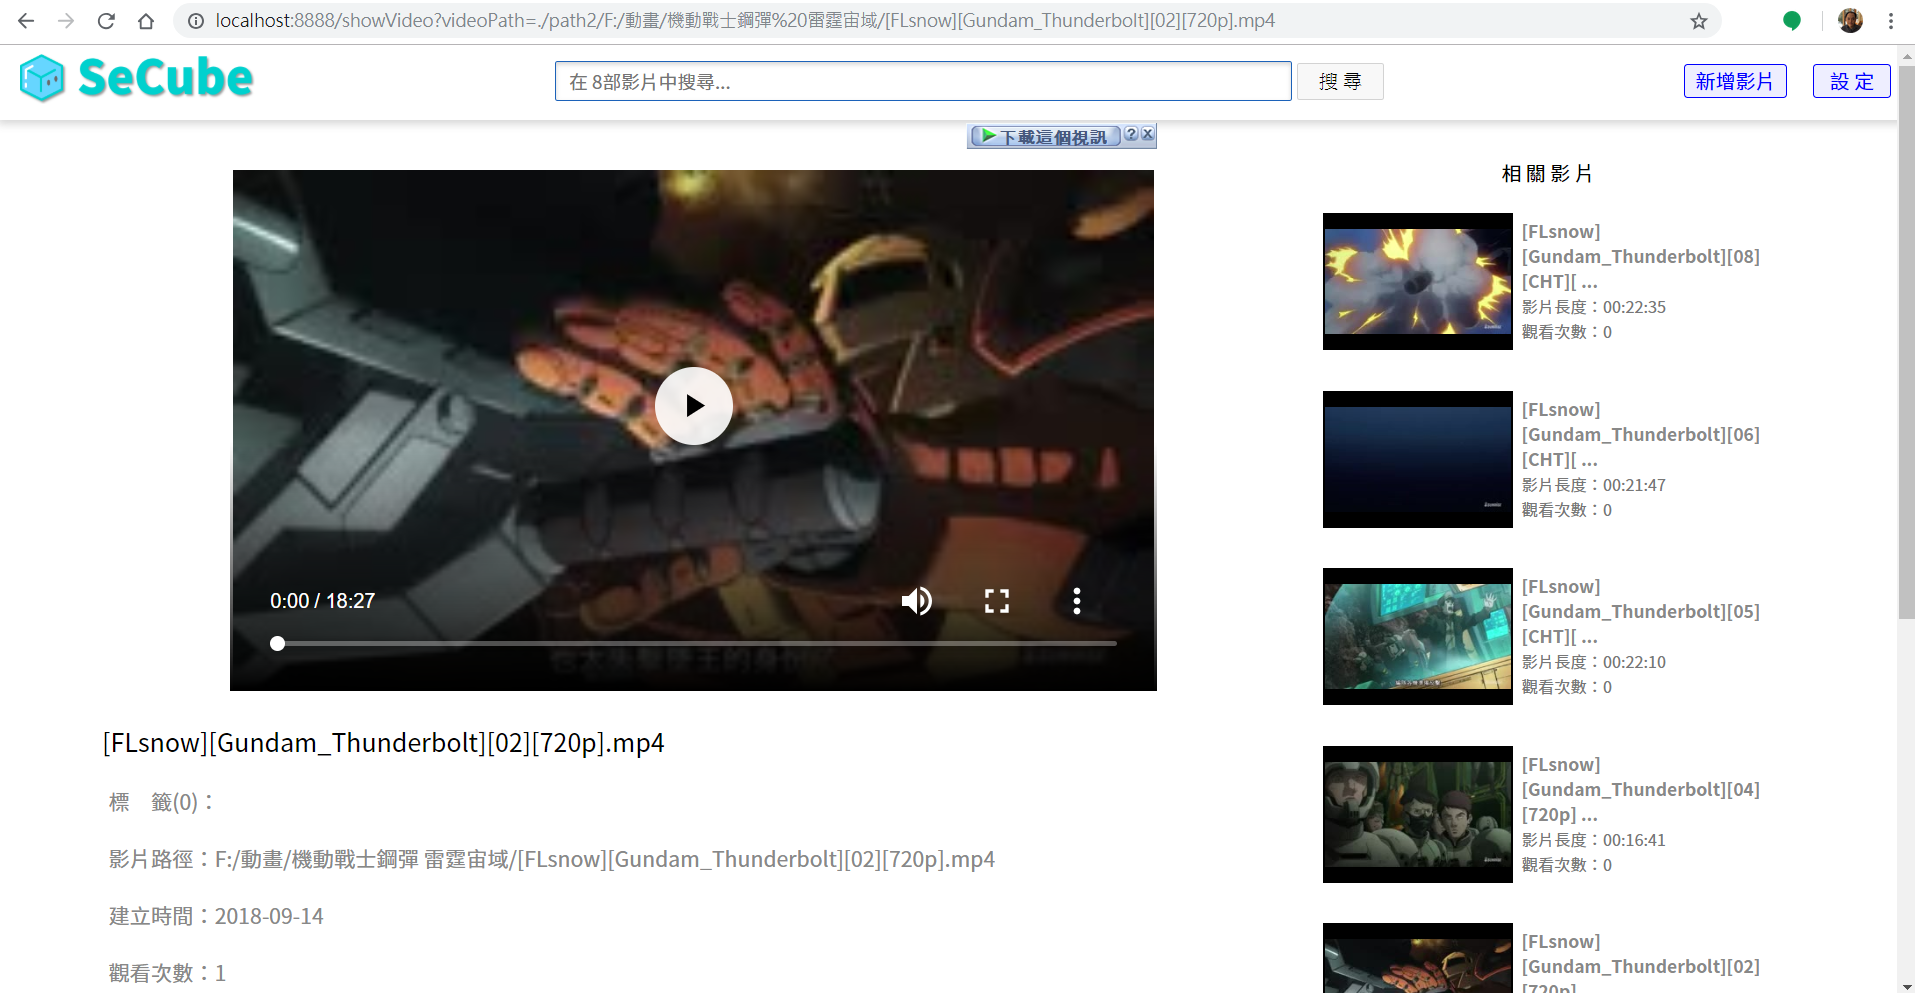 localhost:8888/showVideo?videoPath=./path2/F:/動畫/機動戰士鋼彈%20雷霆宙域/[FLsnow][Gundam_Thunderbolt][02][720p].mp4
SeCube
在 8部影片中搜尋...
搜 尋
新增影片
設 定
下載這個視訊
?
x
0:00 / 18:27
[FLsnow][Gundam_Thunderbolt][02][720p].mp4
標　籤(0)：
影片路徑：F:/動畫/機動戰士鋼彈 雷霆宙域/[FLsnow][Gundam_Thunderbolt][02][720p].mp4
建立時間：2018-09-14
觀看次數：1
相 關 影 片
[FLsnow]
[Gundam_Thunderbolt][08]
[CHT][ ...
影片長度：00:22:35
觀看次數：0
[FLsnow]
[Gundam_Thunderbolt][06]
[CHT][ ...
影片長度：00:21:47
觀看次數：0
[FLsnow]
[Gundam_Thunderbolt][05]
[CHT][ ...
影片長度：00:22:10
觀看次數：0
[FLsnow]
[Gundam_Thunderbolt][04]
[720p] ...
影片長度：00:16:41
觀看次數：0
[FLsnow]
[Gundam_Thunderbolt][02]
[720p]